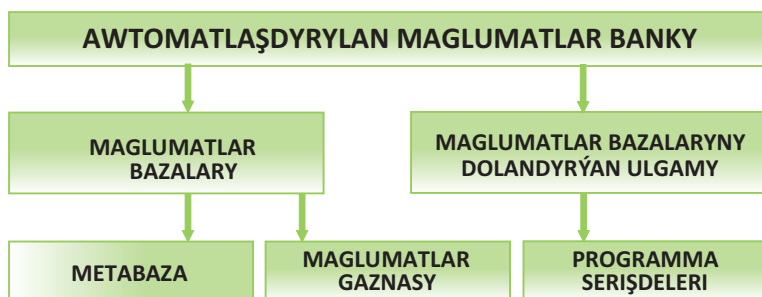 AWTOMATLAŞDYRYLAN MAGLUMATLAR BANKY
MAGLUMATLAR
BAZALARY
MAGLUMATLAR BAZALARYNY
DOLANDYRÝAN ULGAMY
METABAZA
MAGLUMATLAR
GAZNASY
PROGRAMMA
SERIŞDELERI